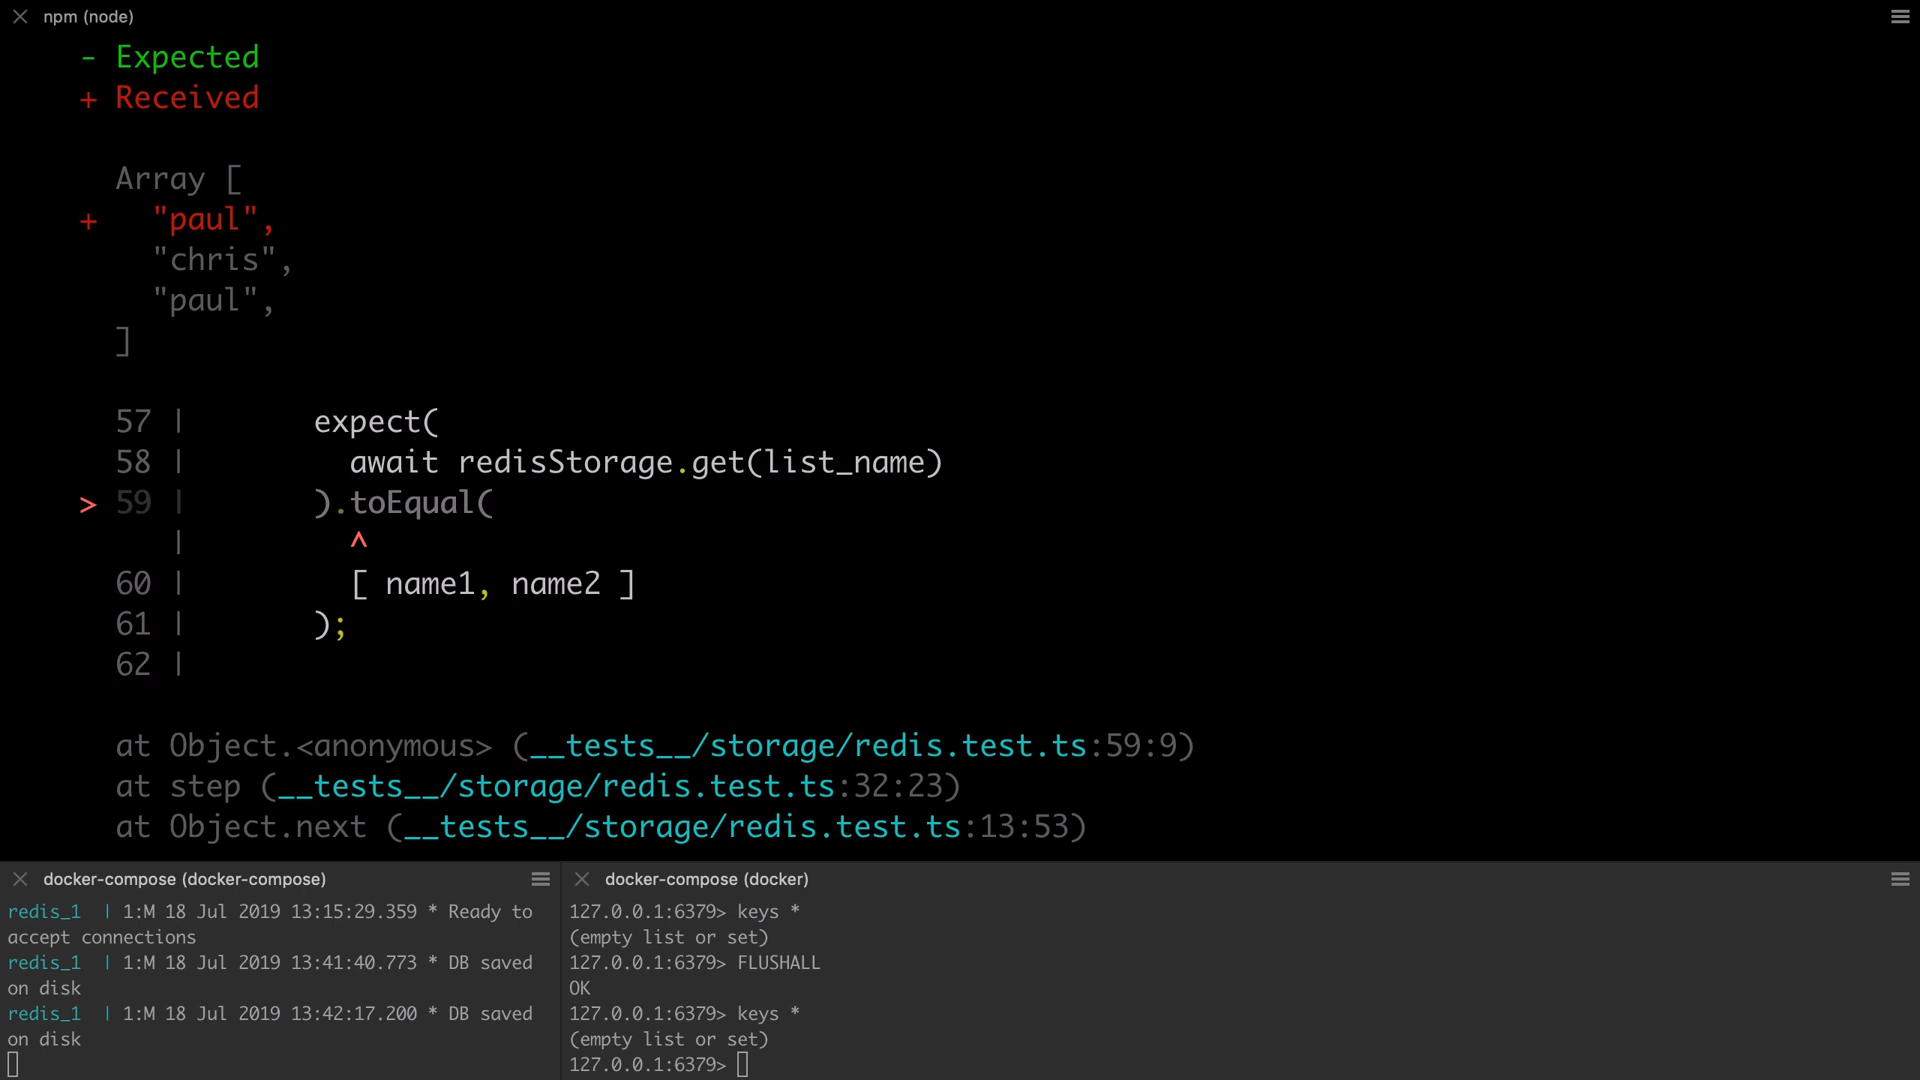 npm (node)
- Expected
+ Received
Array [
+ "paul",
"chris",
"paul",
]
57 | expect(
58 | await redisStorage.get(list_name)
> 59 | ).toEqual(
| ^
60 | [ name1, name2 ]
61 | );
62 |
at Object.<anonymous> (__tests__/storage/redis.test.ts:59:9)
at step (__tests__/storage/redis.test.ts:32:23)
at Object.next (__tests__/storage/redis.test.ts:13:53)
docker-compose (docker-compose)
redis_1 | 1:M 18 Jul 2019 13:15:29.359 * Ready to
accept connections
redis_1 | 1:M 18 Jul 2019 13:41:40.773 * DB saved
on disk
redis_1 | 1:M 18 Jul 2019 13:42:17.200 * DB saved
on disk
docker-compose (docker)
127.0.0.1:6379> keys *
(empty list or set)
127.0.0.1:6379> FLUSHALL
OK
127.0.0.1:6379> keys *
(empty list or set)
127.0.0.1:6379>